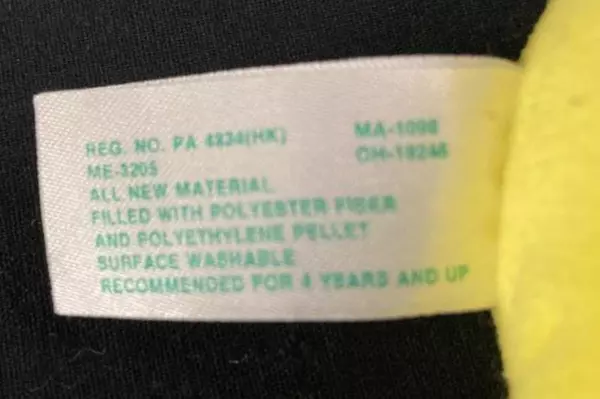 REG. NO. PA 4834(HK) MA-1098
ME-3205 OH-19246
ALL NEW MATERIAL
FILLED WITH POLYESTER FIBER
AND POLYETHYLENE PELLET
SURFACE WASHABLE
RECOMMENDED FOR 4 YEARS AND UP